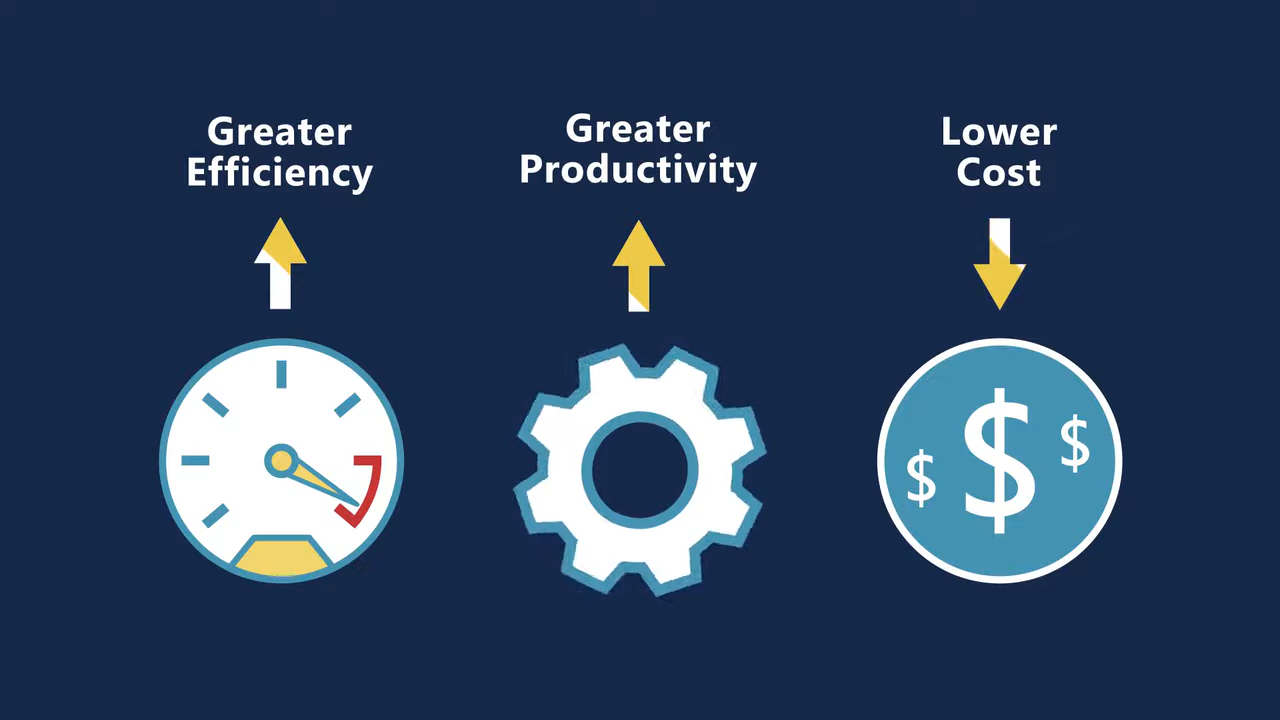 Greater
Efficiency
Greater
Productivity
Lower
Cost
$
$
$